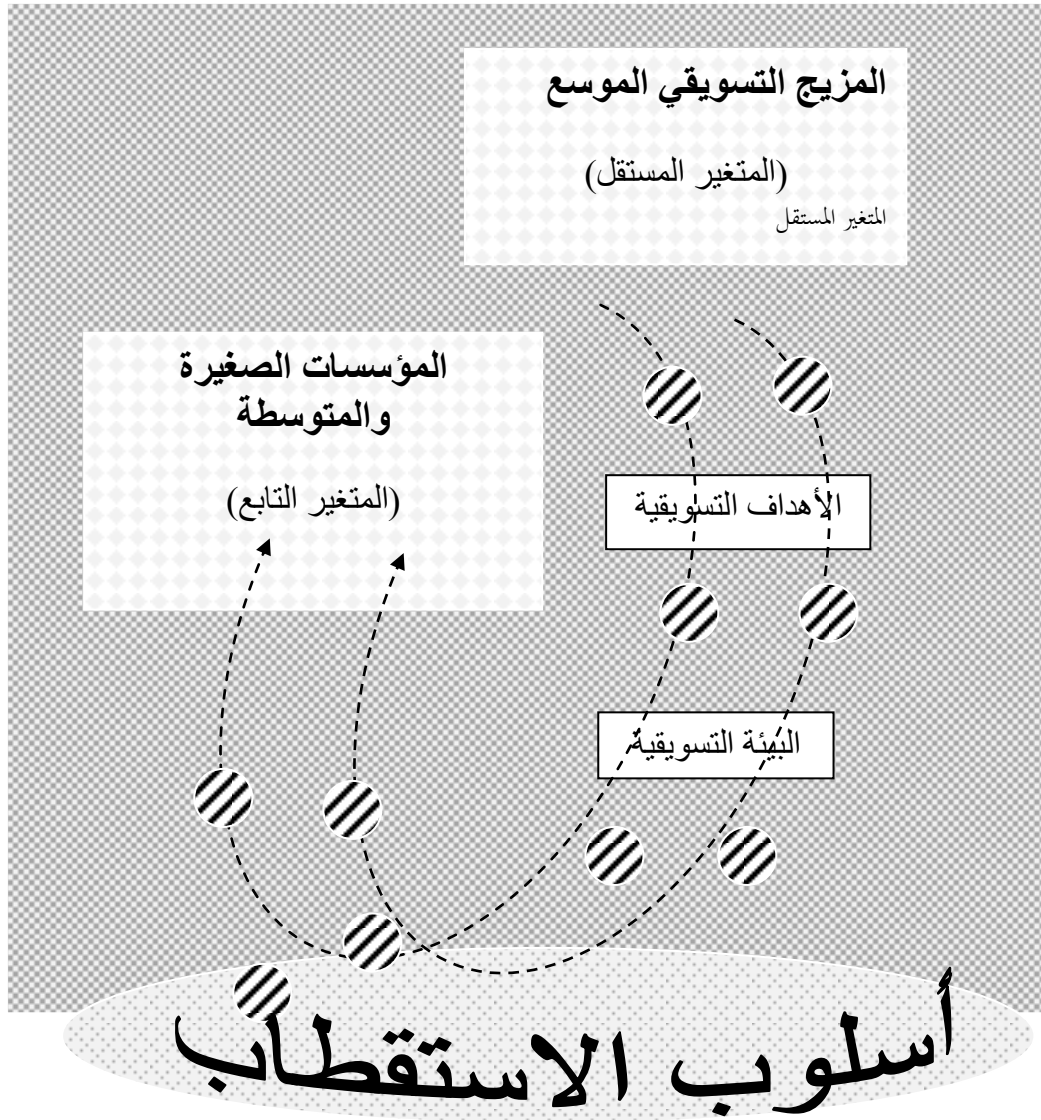 المزيج التسويقي الموسع
(المتغير المستقل)
المتغير المستقل
المؤسسات الصغيرة
والمتوسطة
(المتغير التابع)
الأهداف التسويقية
البيئة التسويقية
أسلوب الاستقطاب